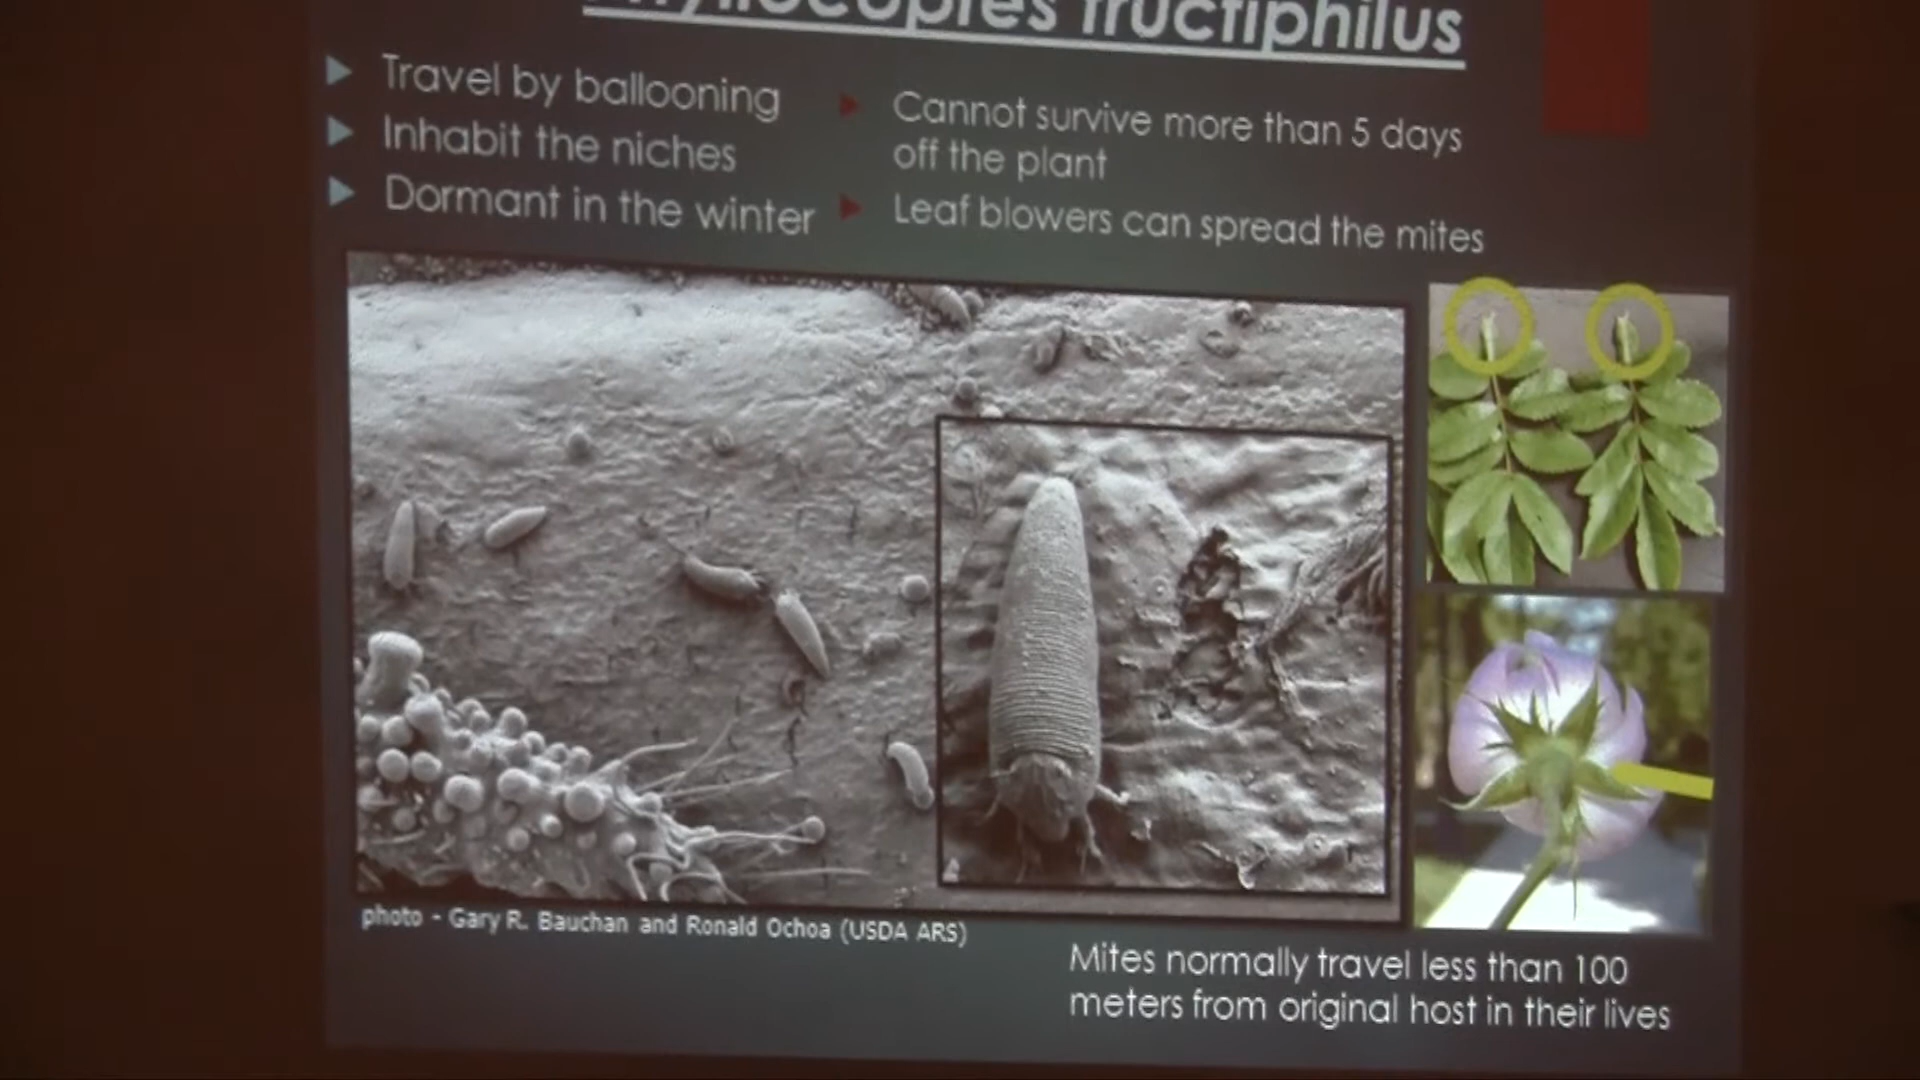 fructiphilus
Travel by ballooning
Inhabit the niches
Dormant in the winter
Cannot survive more than 5 days
off the plant
Leaf blowers can spread the mites
photo - Gary R. Bauchan and Ronald Ochoa (USDA ARS)
Mites normally travel less than 100
meters from original host in their lives